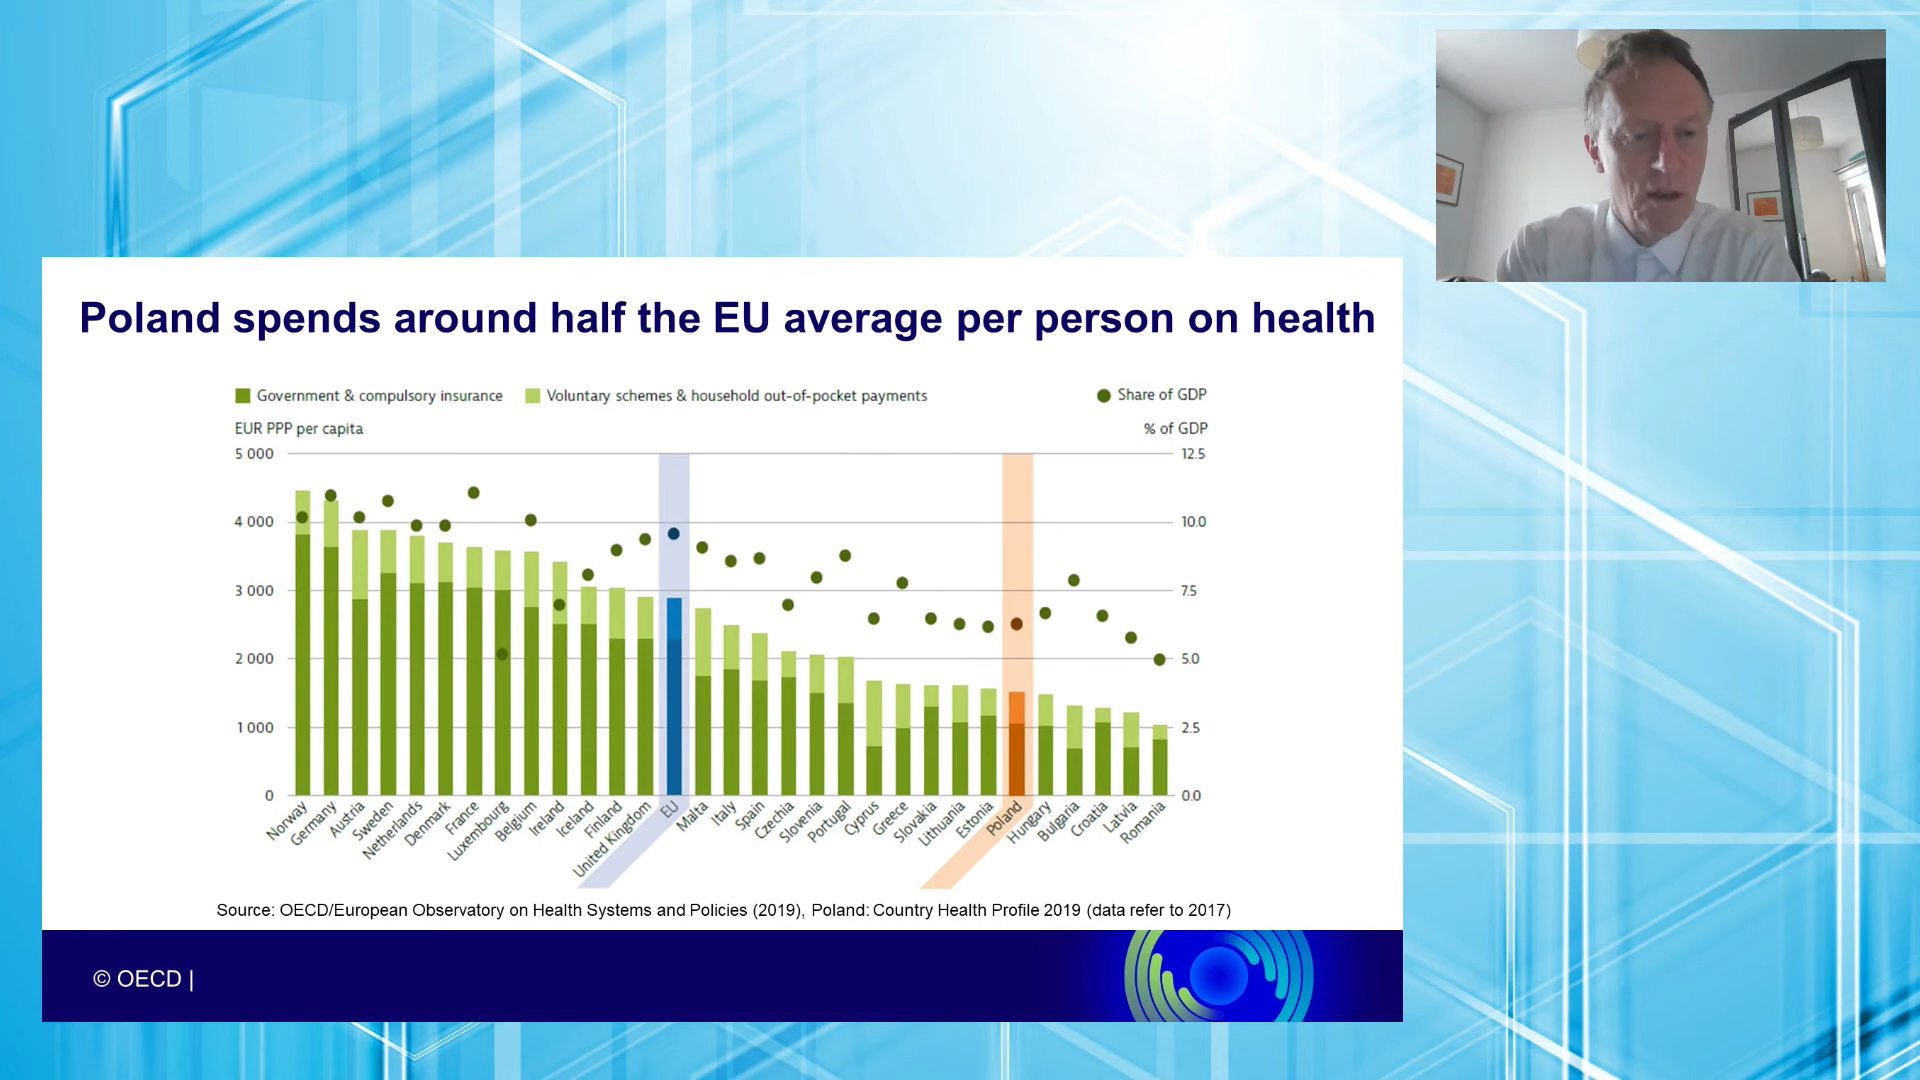 Poland spends around half the EU average per person on health
Government & compulsory insurance
Voluntary schemes & household out-of-pocket payments
Share of GDP
EUR PPP per capita
% of GDP
5 000
12.5
4 000
10.0
3 000
7.5
2 000
5.0
1 000
2.5
0
0.0
Norway
Germany
Austria
Sweden
Netherlands
Denmark
France
Luxembourg
Belgium
Ireland
Iceland
Finland
United Kingdom
EU
Malta
Italy
Spain
Czechia
Slovenia
Portugal
Cyprus
Greece
Slovakia
Lithuania
Estonia
Poland
Hungary
Bulgaria
Croatia
Latvia
Romania
Source: OECD/European Observatory on Health Systems and Policies (2019), Poland: Country Health Profile 2019 (data refer to 2017)
© OECD |